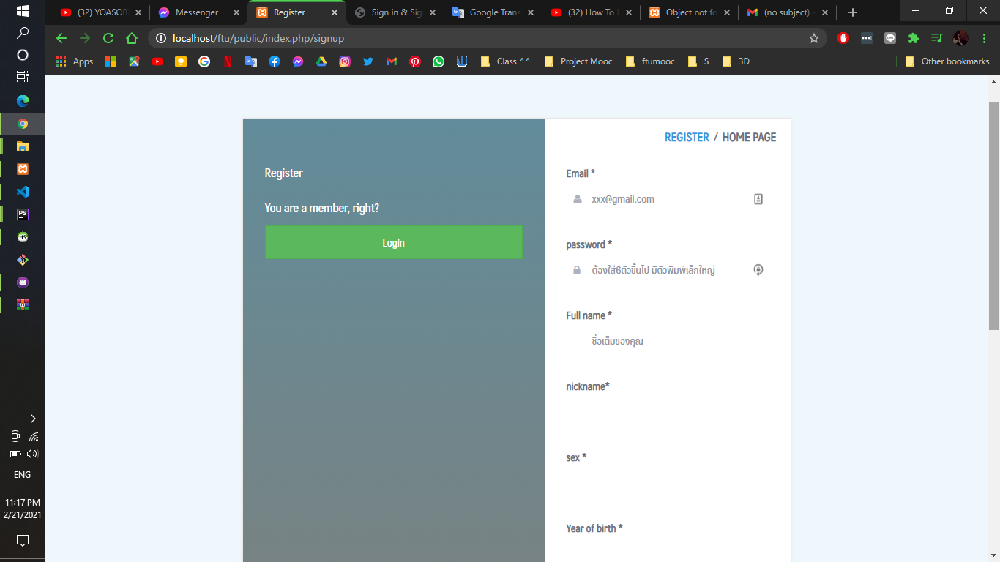 (32) YOASOB
Messenger
Register
Sign in & Sig
Google Trans
(32) How To
Object not fo
(no subject) -
localhost/ftu/public/index.php/signup
Apps
Class ^^
Project Mooc
ftumooc
S
3D
Other bookmarks
REGISTER / HOME PAGE
Register
You are a member, right?
Login
Email *
xxx@gmail.com
password *
ต้องใส่6ตัวขึ้นไป มีตัวพิมพ์เล็กใหญ่
Full name *
ชื่อเต็มของคุณ
nickname*
sex *
Year of birth *
PS
HS
ENG
11:17 PM
2/21/2021